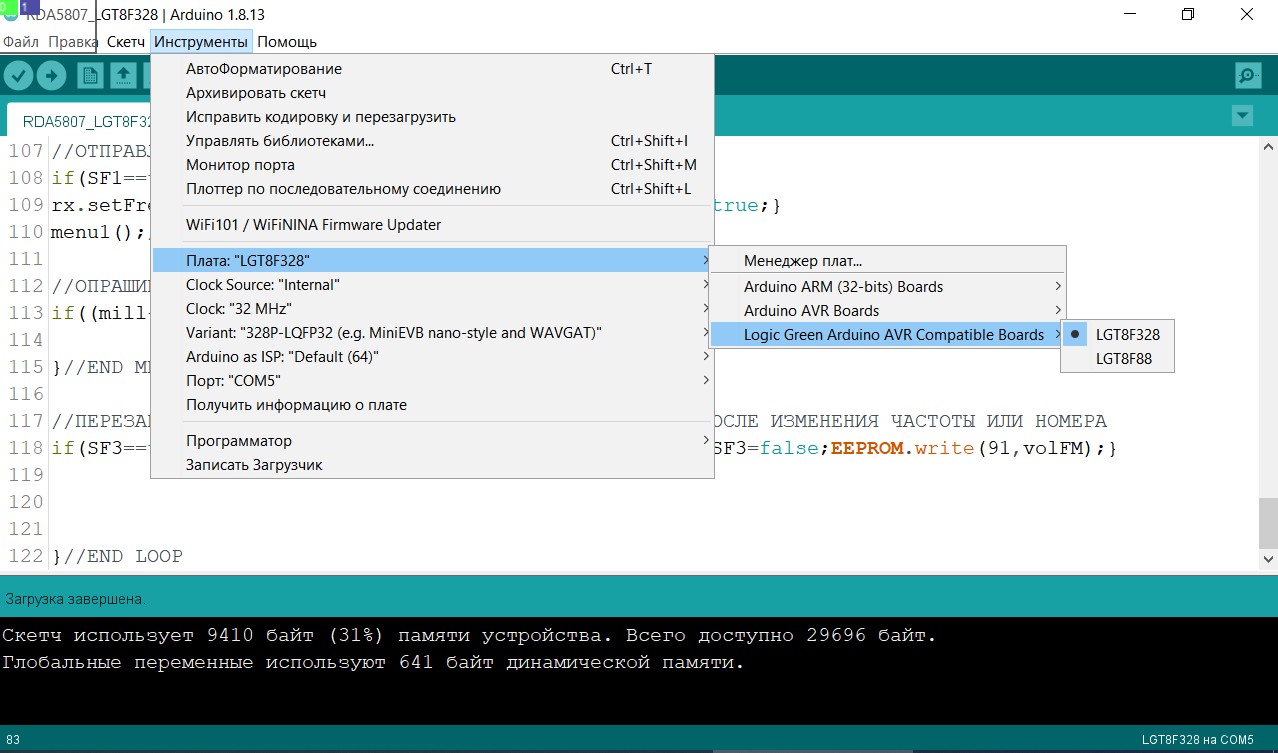 RDA5807_LGT8F328 | Arduino 1.8.13
Файл Правка Скетч Инструменты Помощь
АвтоФорматирование Ctrl+T
Архивировать скетч
Исправить кодировку и перезагрузить
Управлять библиотеками... Ctrl+Shift+I
Монитор порта Ctrl+Shift+M
Плоттер по последовательному соединению Ctrl+Shift+L
WiFi101 / WiFiNINA Firmware Updater
Плата: "LGT8F328"
Clock Source: "Internal"
Clock: "32 MHz"
Variant: "328P-LQFP32 (e.g. MiniEVB nano-style and WAVGAT)"
Arduino as ISP: "Default (64)"
Порт: "COM5"
Получить информацию о плате
Программатор
Записать Загрузчик
Менеджер плат...
Arduino ARM (32-bits) Boards
Arduino AVR Boards
Logic Green Arduino AVR Compatible Boards
LGT8F328
LGT8F88
RDA5807_LGT8F32
107 //ОТПРАВ
108 if(SF1==
109 rx.setFre true;}
110 menu1();
111
112 //ОПРАШИ
113 if((mill
114
115 }//END M
116
117 //ПЕРЕЗА ОСЛЕ ИЗМЕНЕНИЯ ЧАСТОТЫ ИЛИ НОМЕРА
118 if(SF3== SF3=false;EEPROM.write(91,volFM);}
119
120
121
122 }//END LOOP
Загрузка завершена.
Скетч использует 9410 байт (31%) памяти устройства. Всего доступно 29696 байт.
Глобальные переменные используют 641 байт динамической памяти.
83 LGT8F328 на COM5